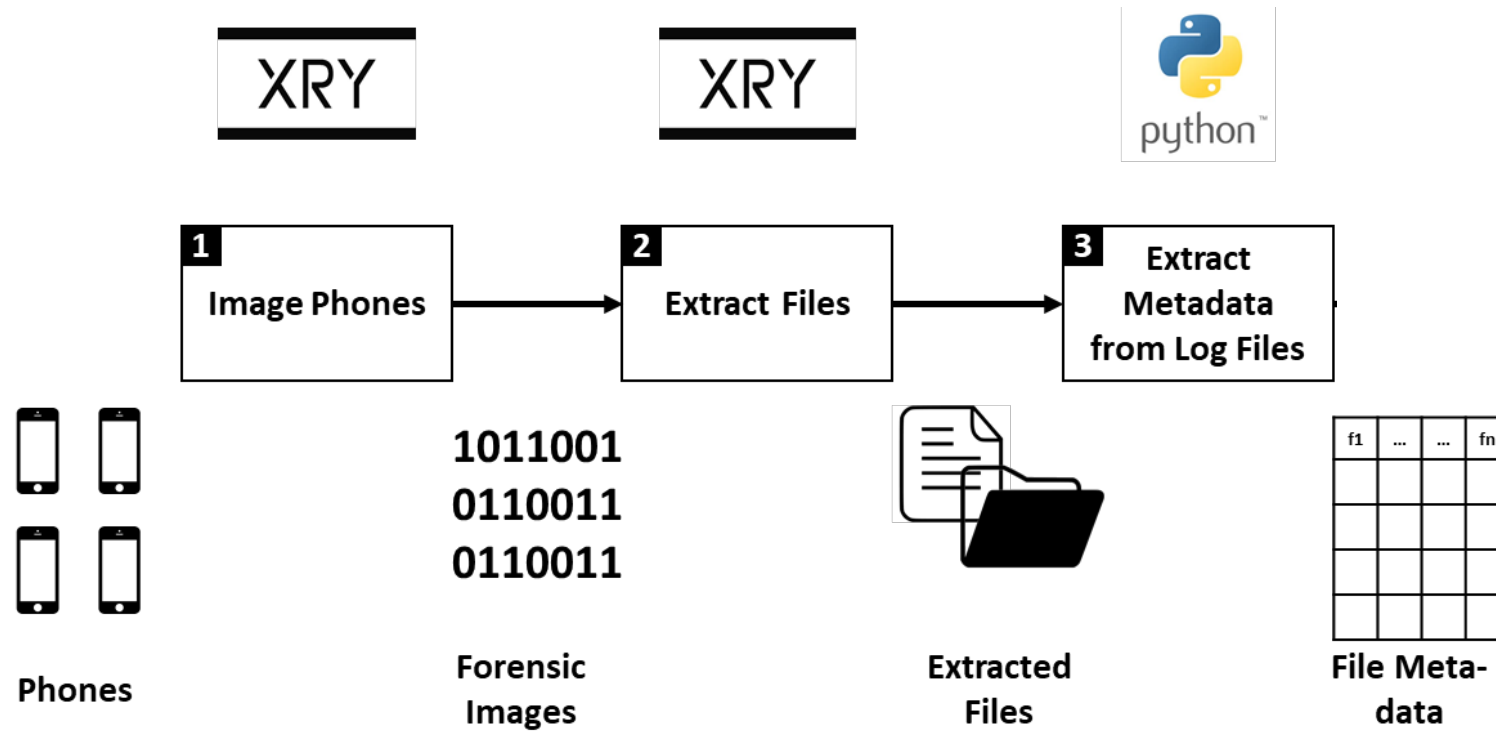 XRY
XRY
python™
1
Image Phones
2
Extract Files
3
Extract
Metadata
from Log Files
1011001
0110011
0110011
f1 ... ... fn
Phones
Forensic
Images
Extracted
Files
File Meta-
data